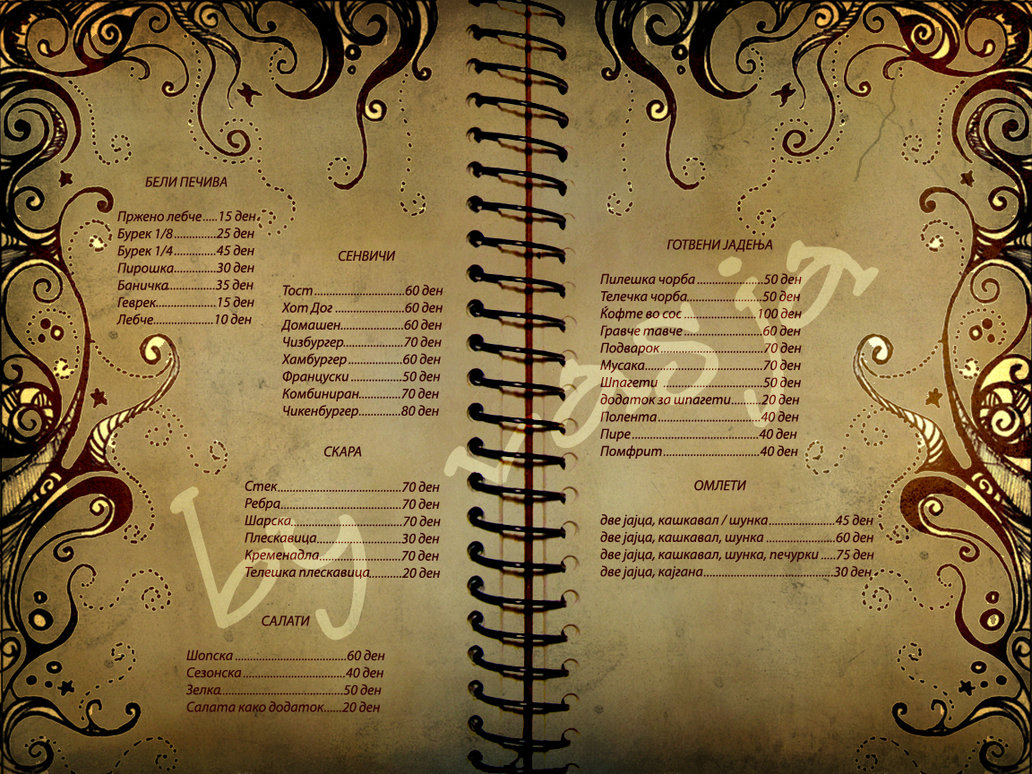 БЕЛИ ПЕЧИВА
Пржено лебче.....15 ден.
Бурек 1/8..............25 ден
Бурек 1/4..............45 ден
Пирошка..............30 ден
Баничка...............35 ден
Геврек...................15 ден
Лебче....................10 ден
СЕНВИЧИ
Тост..............................60 ден
Хот Дог.......................60 ден
Домашен.....................60 ден
Чизбургер....................70 ден
Хамбургер...................60 ден
Француски..................50 ден
Комбиниран..............70 ден
Чикенбургер..............80 ден
СКАРА
Стек.........................................70 ден
Ребра........................................70 ден
Шарска....................................70 ден
Плескавица............................30 ден
Кременадла...........................70 ден
Телешка плескавица..........20 ден
САЛАТИ
Шопска.....................................60 ден
Сезонска..................................40 ден
Зелка.........................................50 ден
Салата како додаток......20 ден
ГОТВЕНИ ЈАДЕЊА
Пилешка чорба......................50 ден
Телечка чорба.........................50 ден
Кофте во сос.........................100 ден
Гравче тавче..........................60 ден
Подварок..................................70 ден
Мусака.......................................70 ден
Шпагети..................................50 ден
додаток за шпагети.........20 ден
Полента..................................40 ден
Пире..........................................40 ден
Помфрит................................40 ден
ОМЛЕТИ
две јајца, кашкавал / шунка......................45 ден
две јајца, кашкавал, шунка.......................60 ден
две јајца, кашкавал, шунка, печурки.....75 ден
две јајца, кајгана...........................................30 ден
by vasja